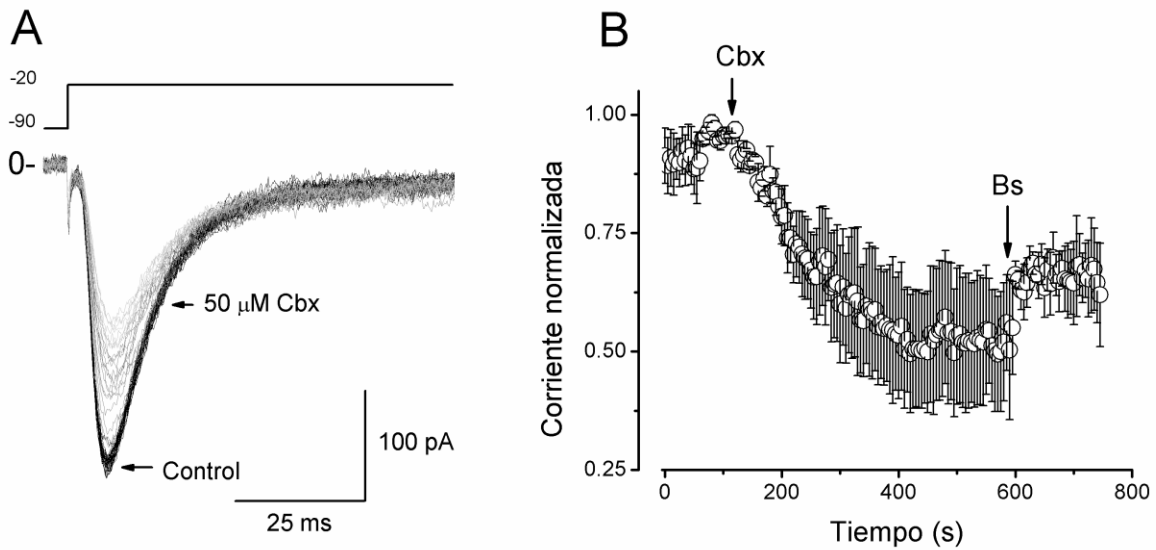 A
-20
-90
0-
50 µM Cbx
Control
100 pA
25 ms
B
Cbx
Bs
1.00
0.75
0.50
0.25
Corriente normalizada
0
200
400
600
800
Tiempo (s)